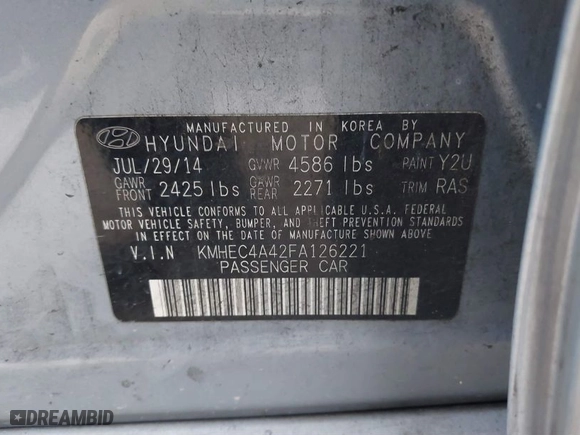 MANUFACTURED IN KOREA BY
HYUNDAI MOTOR COMPANY
JUL/29/14 GVWR 4586 lbs PAINT Y2U
GAWR FRONT 2425 lbs GAWR REAR 2271 lbs TRIM RAS
THIS VEHICLE CONFORMS TO ALL APPLICABLE U.S.A. FEDERAL
MOTOR VEHICLE SAFETY, BUMPER, AND THEFT PREVENTION STANDARDS
IN EFFECT ON THE DATE OF MANUFACTURE SHOWN ABOVE.
V.I.N KMHEC4A42FA126221
PASSENGER CAR
DREAMBID